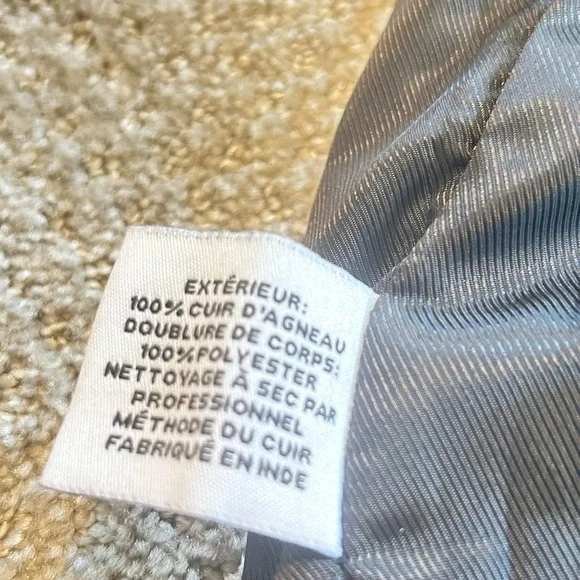 EXTÉRIEUR:
100% CUIR D'AGNEAU
DOUBLURE DE CORPS:
100% POLYESTER
NETTOYAGE À SEC PAR
PROFESSIONNEL
MÉTHODE DU CUIR
FABRIQUÉ EN INDE